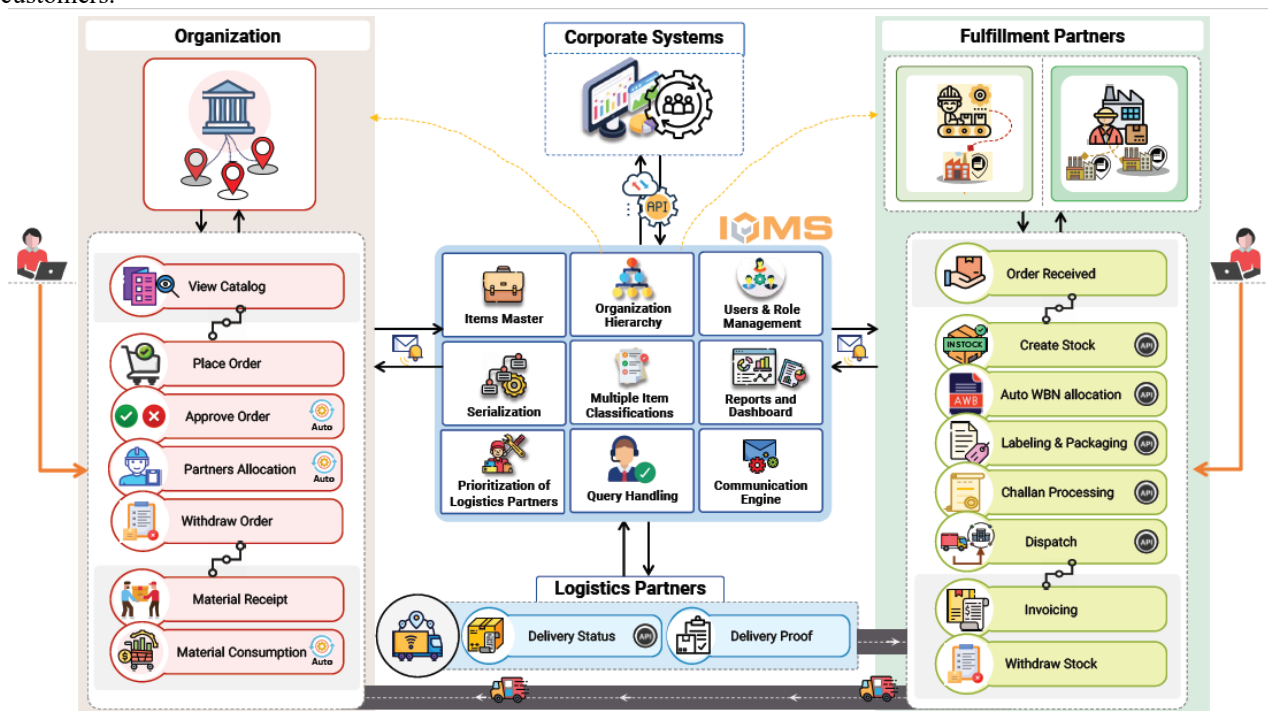 customers.
Organization
Corporate Systems
Fulfillment Partners
API
IOMS
View Catalog
Place Order
Approve Order
Auto
Partners Allocation
Auto
Withdraw Order
Material Receipt
Material Consumption
Auto
Items Master
Organization
Hierarchy
Users & Role
Management
Serialization
Multiple Item
Classifications
Reports and
Dashboard
Prioritization of
Logistics Partners
Query Handling
Communication
Engine
Logistics Partners
Delivery Status
API
Delivery Proof
Order Received
IN STOCK
Create Stock
API
AWB
Auto WBN allocation
API
Labeling & Packaging
API
Challan Processing
API
Dispatch
API
Invoicing
Withdraw Stock